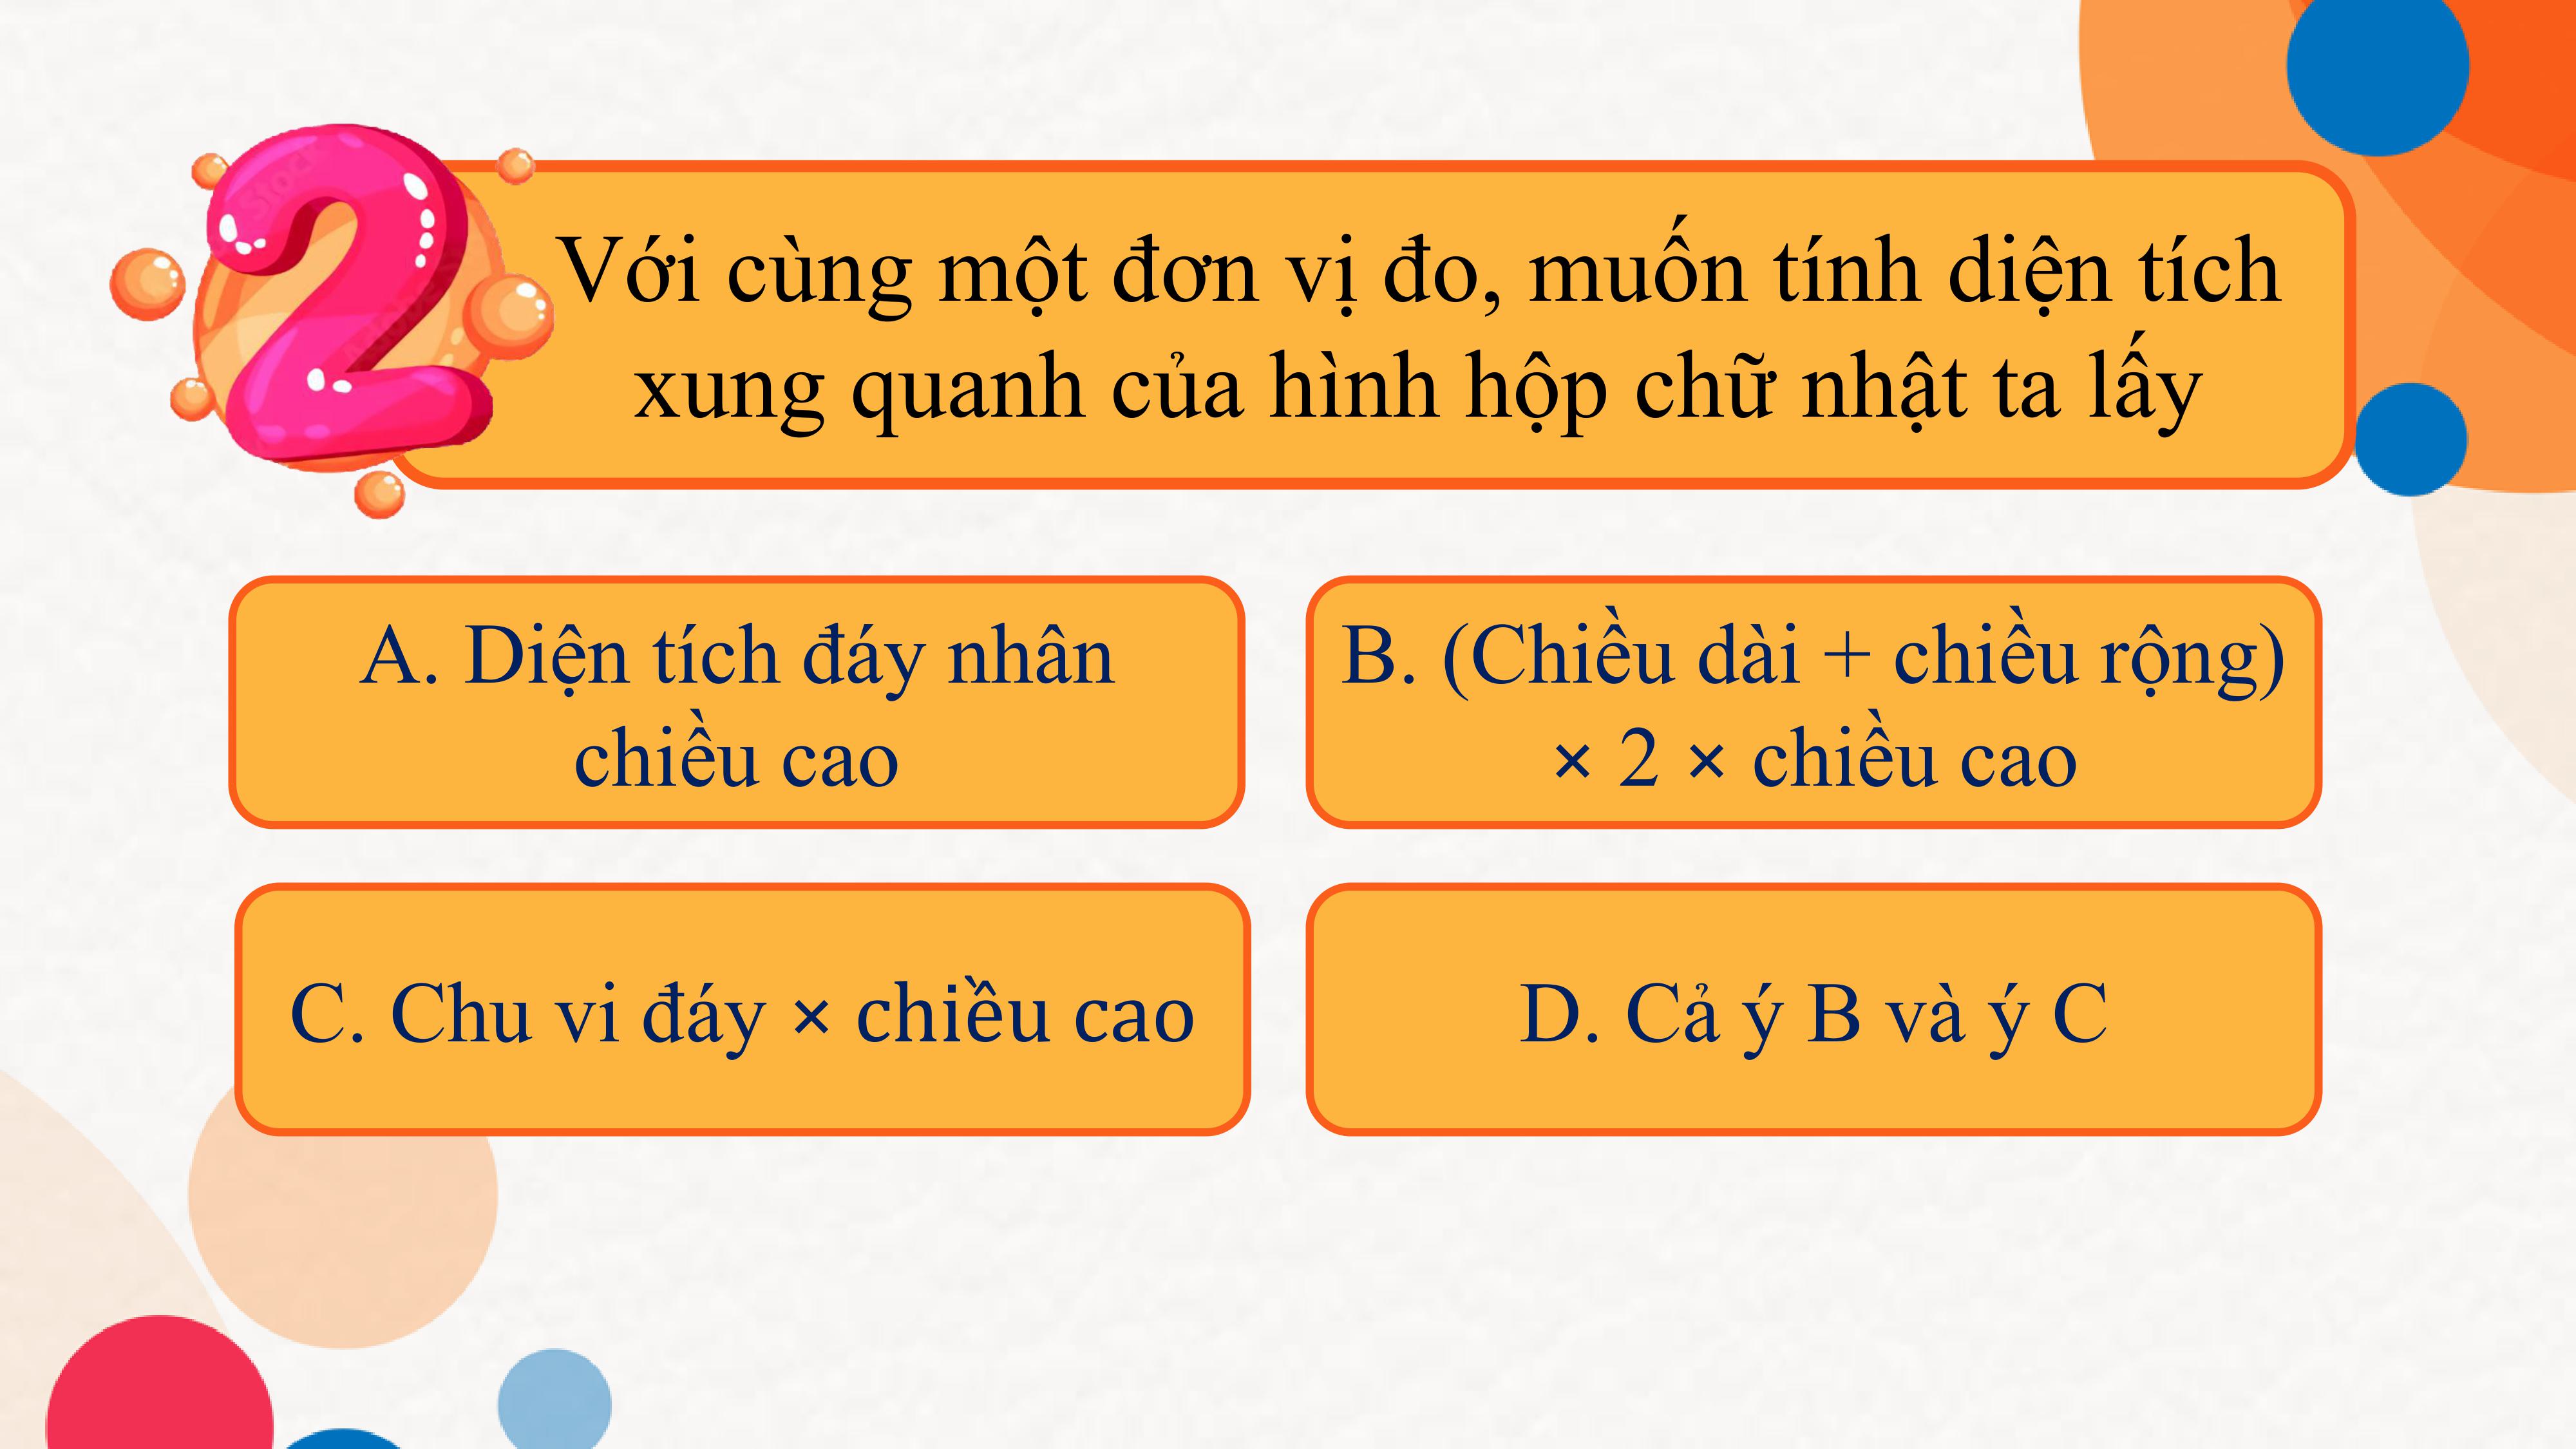 2
Với cùng một đơn vị đo, muốn tính diện tích
xung quanh của hình hộp chữ nhật ta lấy
A. Diện tích đáy nhân
chiều cao
B. (Chiều dài + chiều rộng)
× 2 × chiều cao
C. Chu vi đáy × chiều cao
D. Cả ý B và ý C